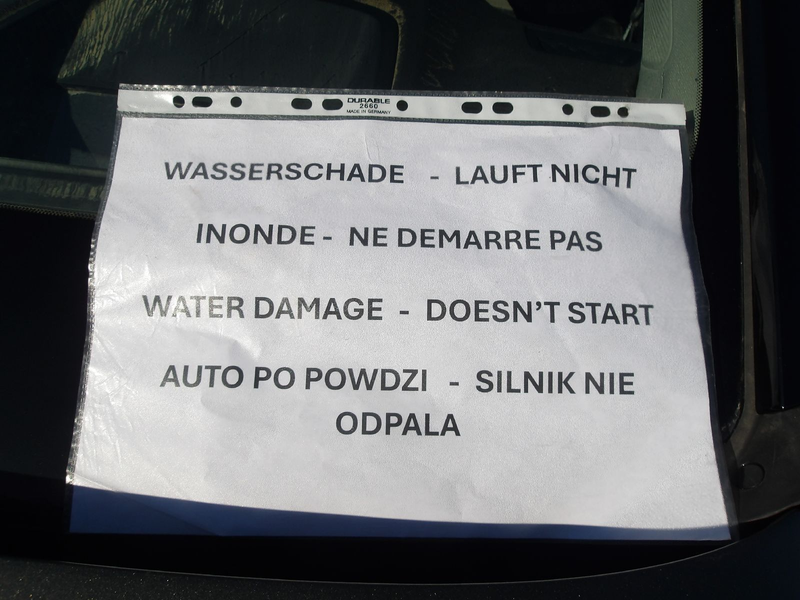 DURABLE
2660
MADE IN GERMANY
WASSERSCHADE - LAUFT NICHT
INONDE - NE DEMARRE PAS
WATER DAMAGE - DOESN'T START
AUTO PO POWDZI - SILNIK NIE
ODPALA